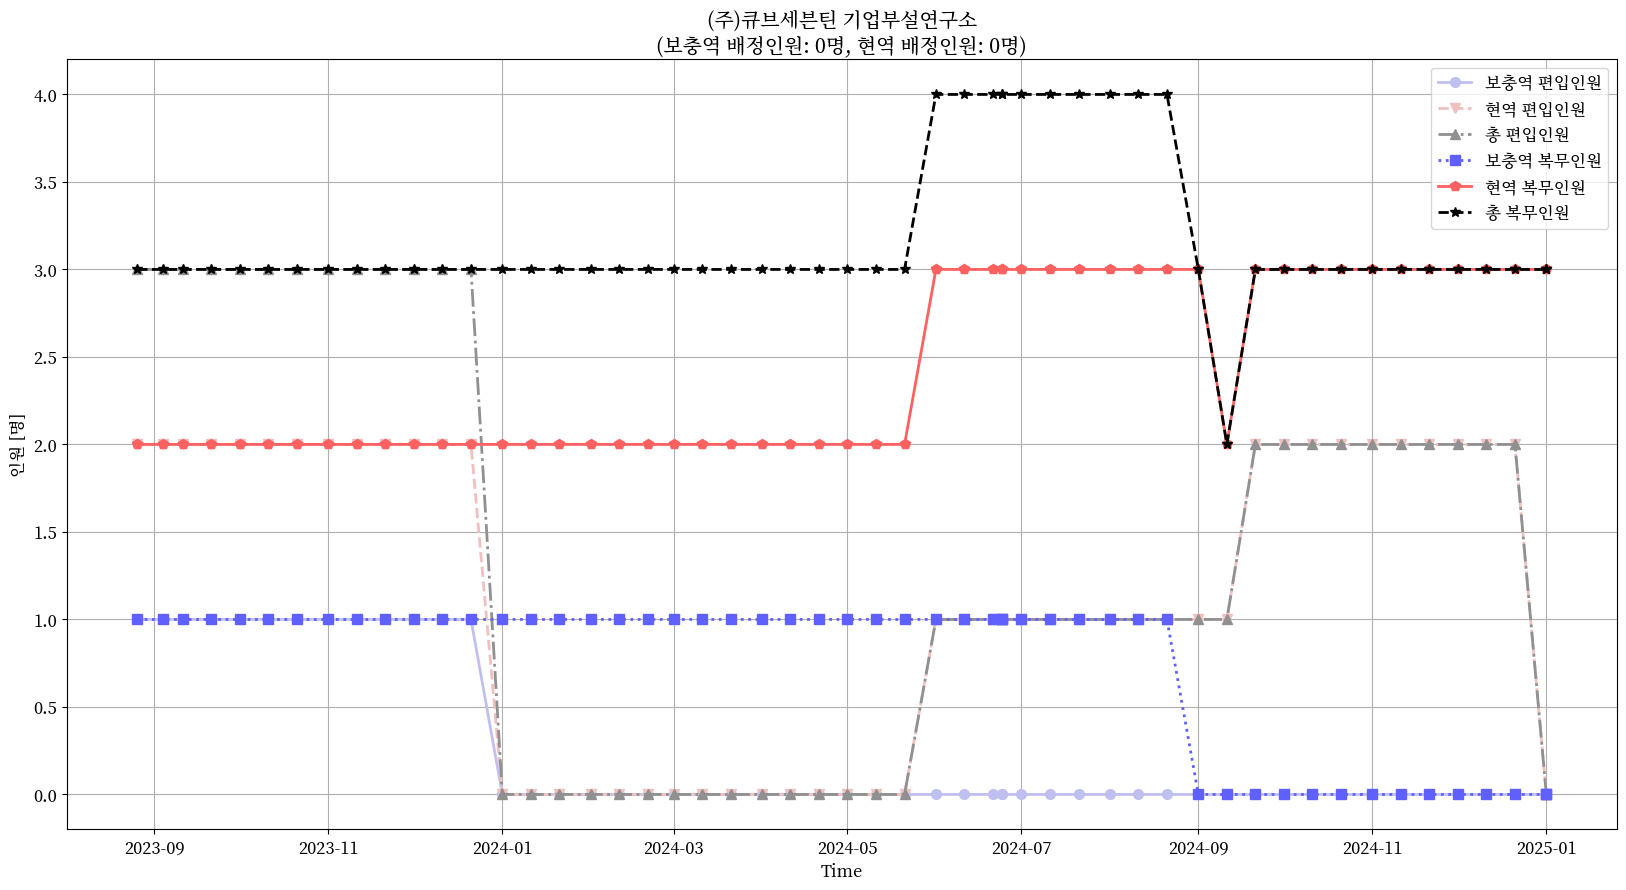 (주)큐브세븐틴 기업부설연구소
(보충역 배정인원: 0명, 현역 배정인원: 0명)
보충역 편입인원
현역 편입인원
총 편입인원
보충역 복무인원
현역 복무인원
총 복무인원
인원 [명]
4.0
3.5
3.0
2.5
2.0
1.5
1.0
0.5
0.0
2023-09
2023-11
2024-01
2024-03
2024-05
2024-07
2024-09
2024-11
2025-01
Time